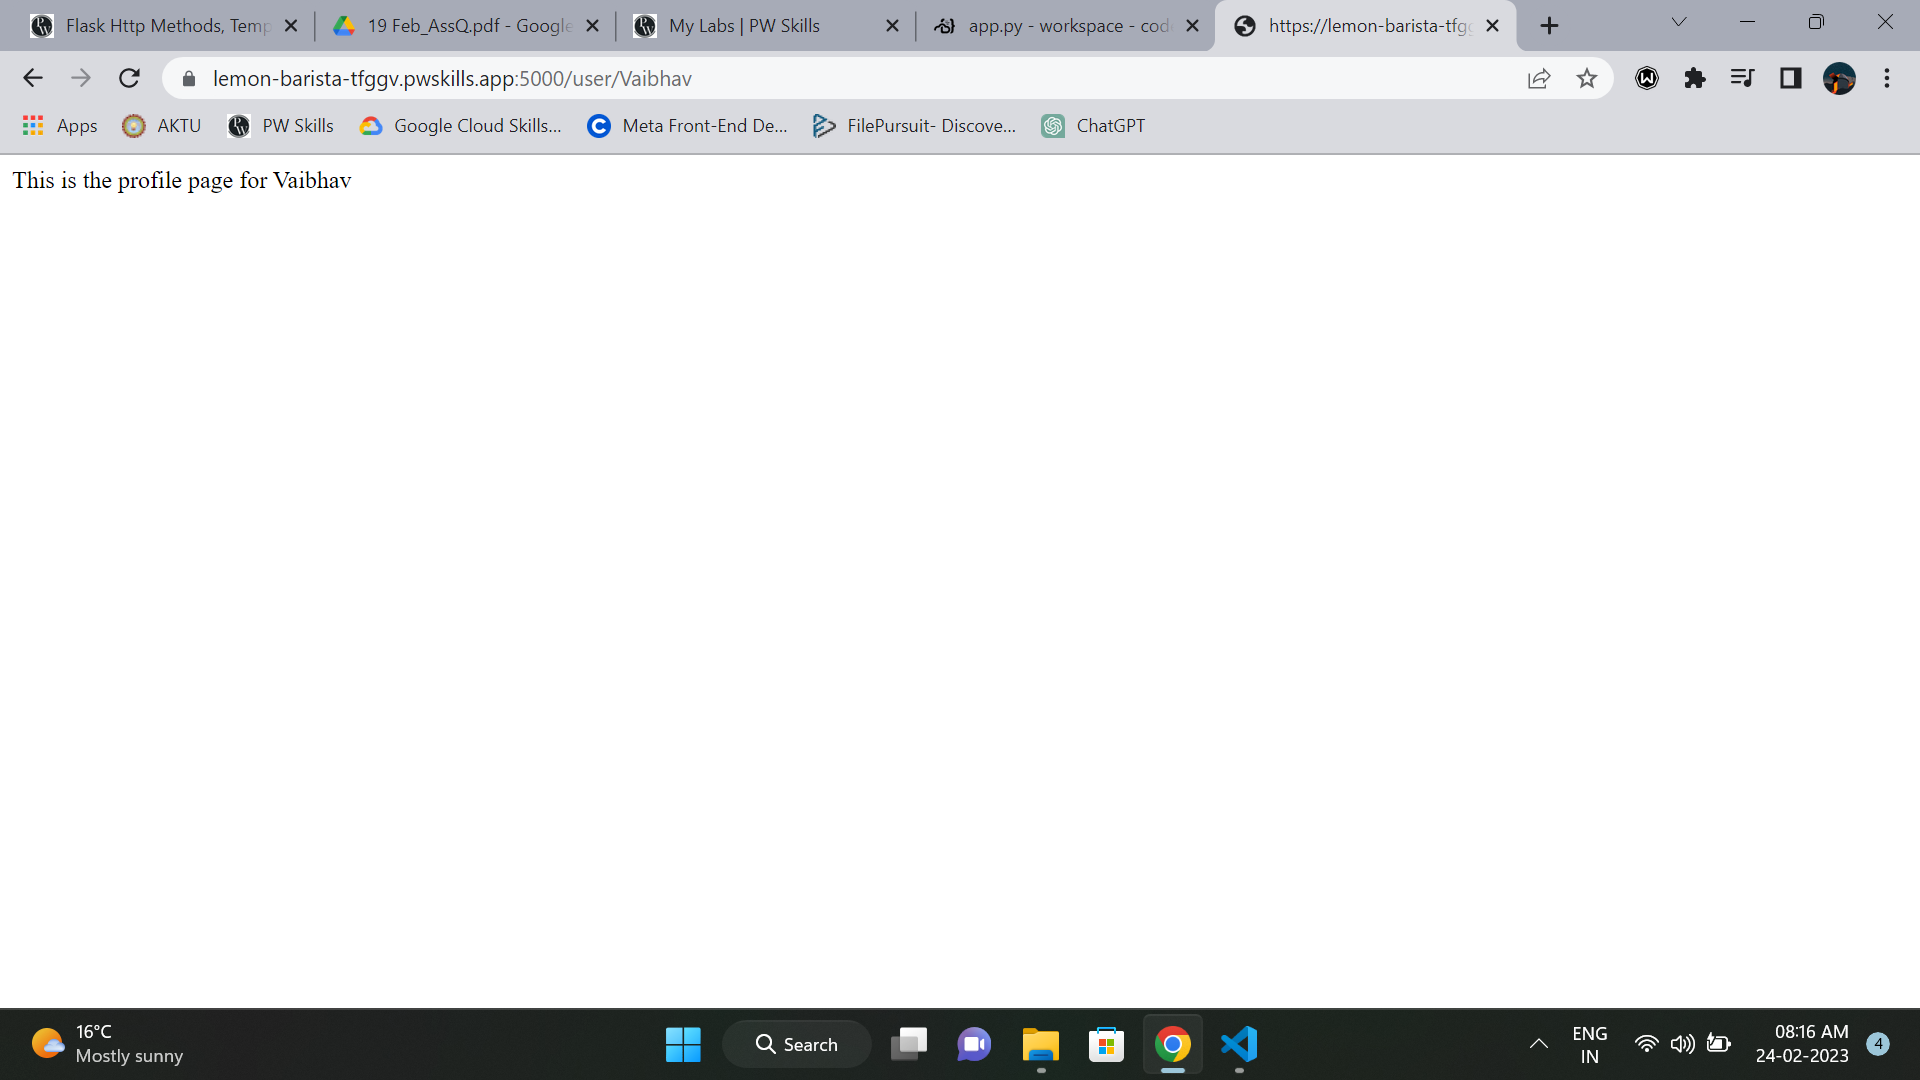 Flask Http Methods, Temp
19 Feb_AssQ.pdf - Google
My Labs | PW Skills
app.py - workspace - code
https://lemon-barista-tfgg
lemon-barista-tfggv.pwskills.app:5000/user/Vaibhav
Apps
AKTU
PW Skills
Google Cloud Skills...
Meta Front-End De...
FilePursuit- Discove...
ChatGPT
This is the profile page for Vaibhav
16°C
Mostly sunny
Search
ENG
IN
08:16 AM
24-02-2023
4